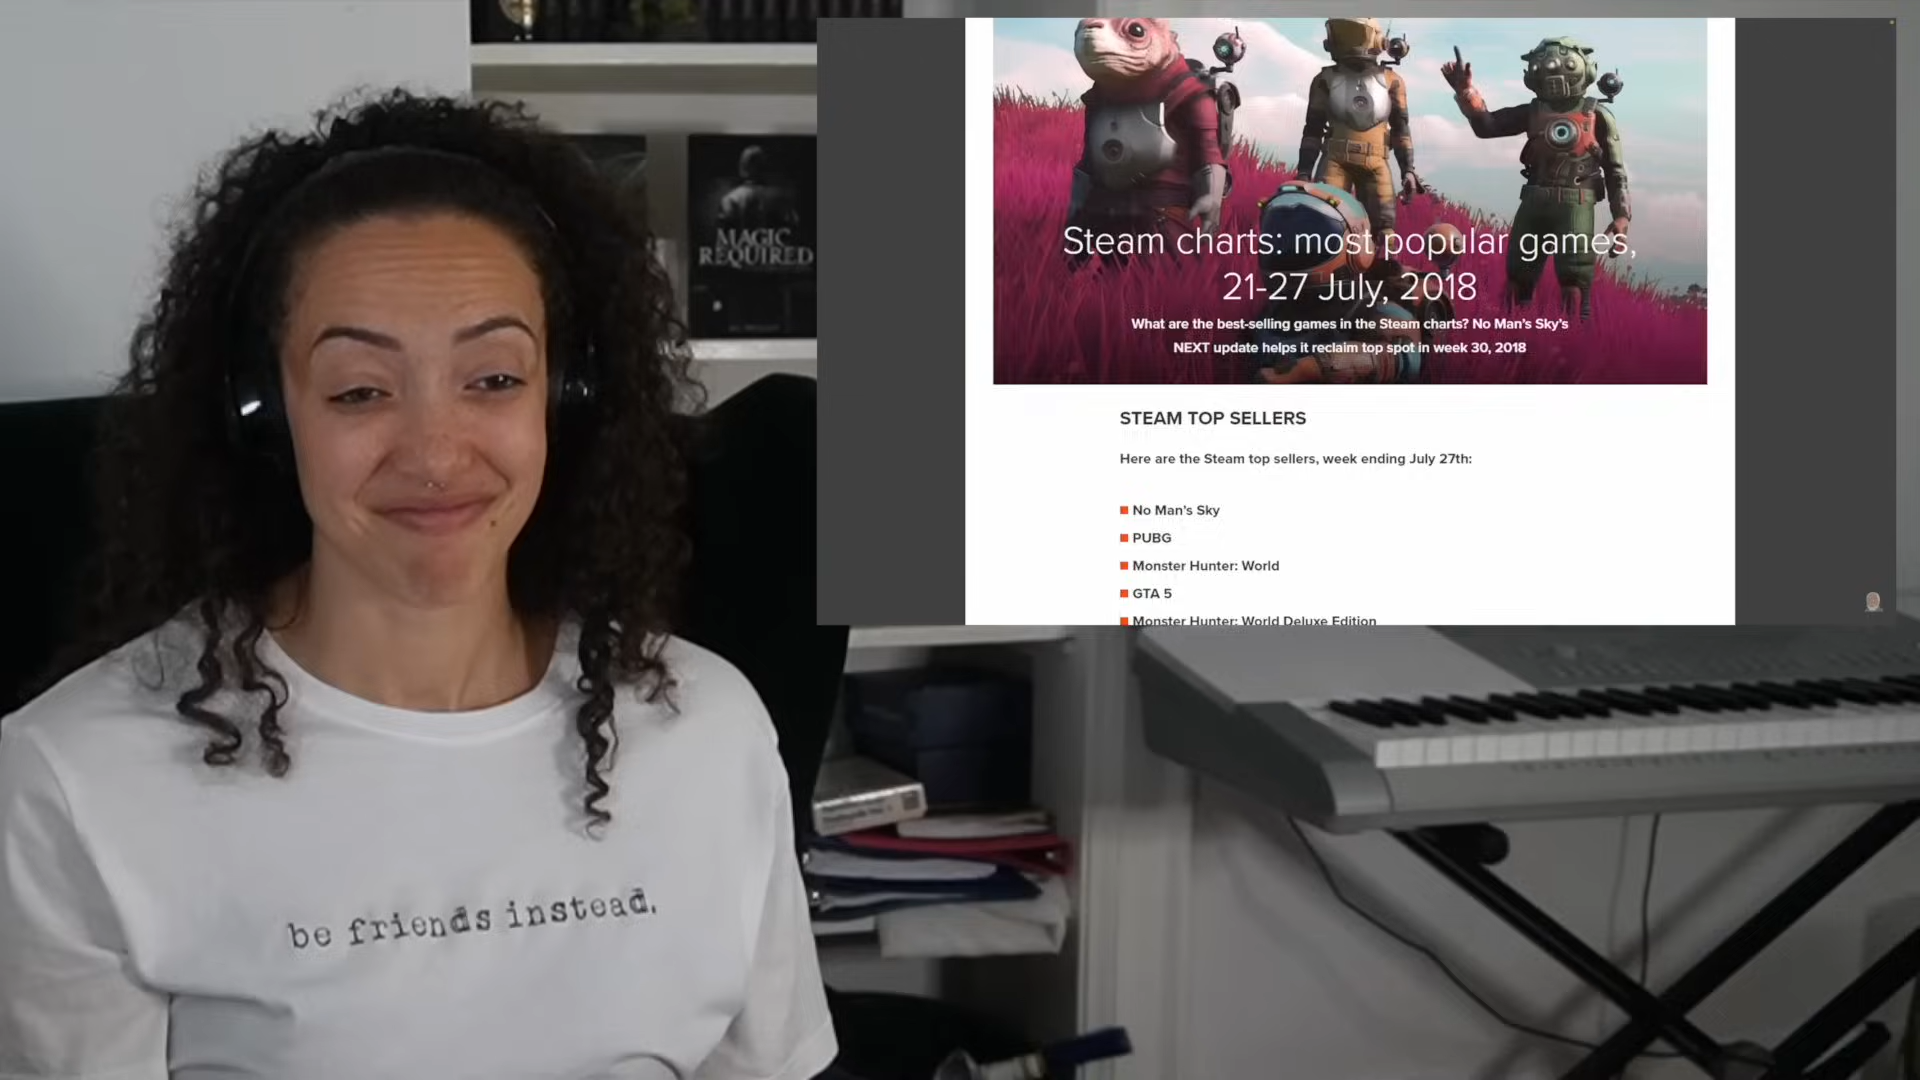 MAGIC
REQUIRED
Steam charts: most popular games,
21-27 July, 2018
What are the best-selling games in the Steam charts? No Man's Sky's
NEXT update helps it reclaim top spot in week 30, 2018
STEAM TOP SELLERS
Here are the Steam top sellers, week ending July 27th:
No Man's Sky
PUBG
Monster Hunter: World
GTA 5
Monster Hunter: World Deluxe Edition
be friends instead.